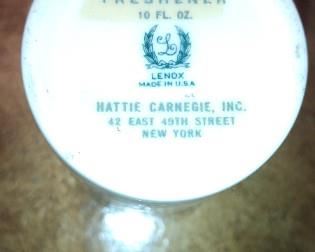 FRESHENER
10 FL. OZ.
L
LENOX
MADE IN U.S.A
HATTIE CARNEGIE, INC.
42 EAST 49TH STREET
NEW YORK